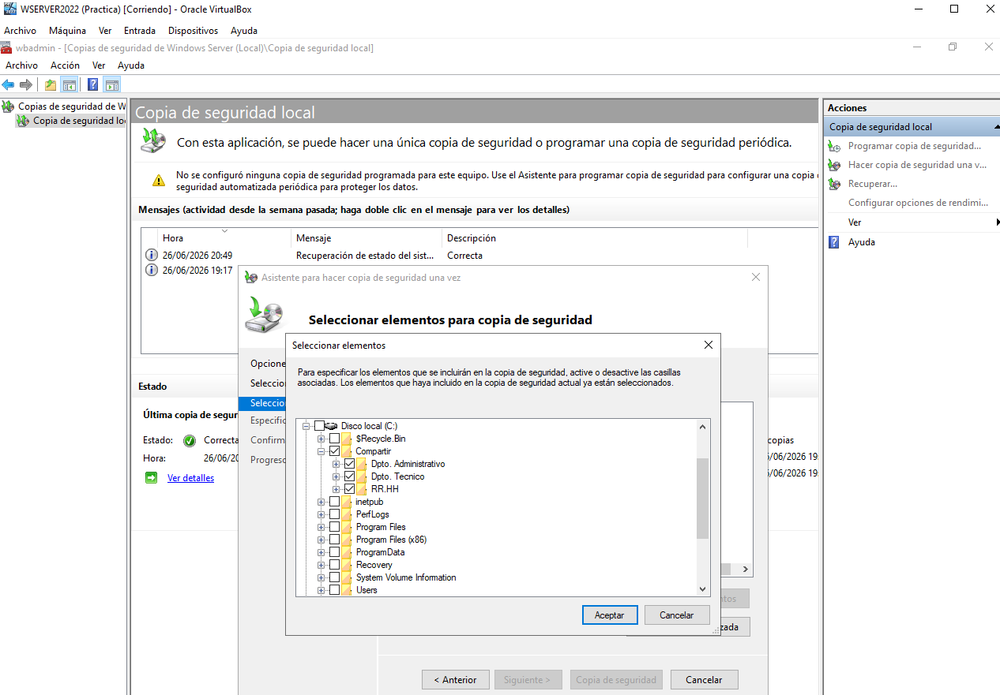 WSERVER2022 (Practica) [Corriendo] - Oracle VirtualBox
Archivo Máquina Ver Entrada Dispositivos Ayuda
wbadmin - [Copias de seguridad de Windows Server (Local)\Copia de seguridad local]
Archivo Acción Ver Ayuda
Copias de seguridad de W
Copia de seguridad lo
Copia de seguridad local
Con esta aplicación, se puede hacer una única copia de seguridad o programar una copia de seguridad periódica.
No se configuró ninguna copia de seguridad programada para este equipo. Use el Asistente para programar copia de seguridad para configurar una copia
seguridad automatizada periódica para proteger los datos.
Mensajes (actividad desde la semana pasada; haga doble clic en el mensaje para ver los detalles)
Hora Mensaje Descripción
26/06/2026 20:49 Recuperación de estado del sist... Correcta
26/06/2026 19:17
Estado
Última copia de segur
Estado: Correcta
Hora: 26/06/20
Ver detalles
copias
6/06/2026 19
6/06/2026 19
Asistente para hacer copia de seguridad una vez
Seleccionar elementos para copia de seguridad
Opcione
Seleccio
Seleccio
Especific
Confirm
Progreso
Seleccionar elementos
Para especificar los elementos que se incluirán en la copia de seguridad, active o desactive las casillas
asociadas. Los elementos que haya incluido en la copia de seguridad actual ya están seleccionados.
Disco local (C:)
$Recycle.Bin
Compartir
Dpto. Administrativo
Dpto. Tecnico
RR.HH
inetpub
PerfLogs
Program Files
Program Files (x86)
ProgramData
Recovery
System Volume Information
Users
Aceptar Cancelar
ntos
zada
< Anterior Siguiente > Copia de seguridad Cancelar
Acciones
Copia de seguridad local
Programar copia de seguridad...
Hacer copia de seguridad una v...
Recuperar...
Configurar opciones de rendimi...
Ver
Ayuda